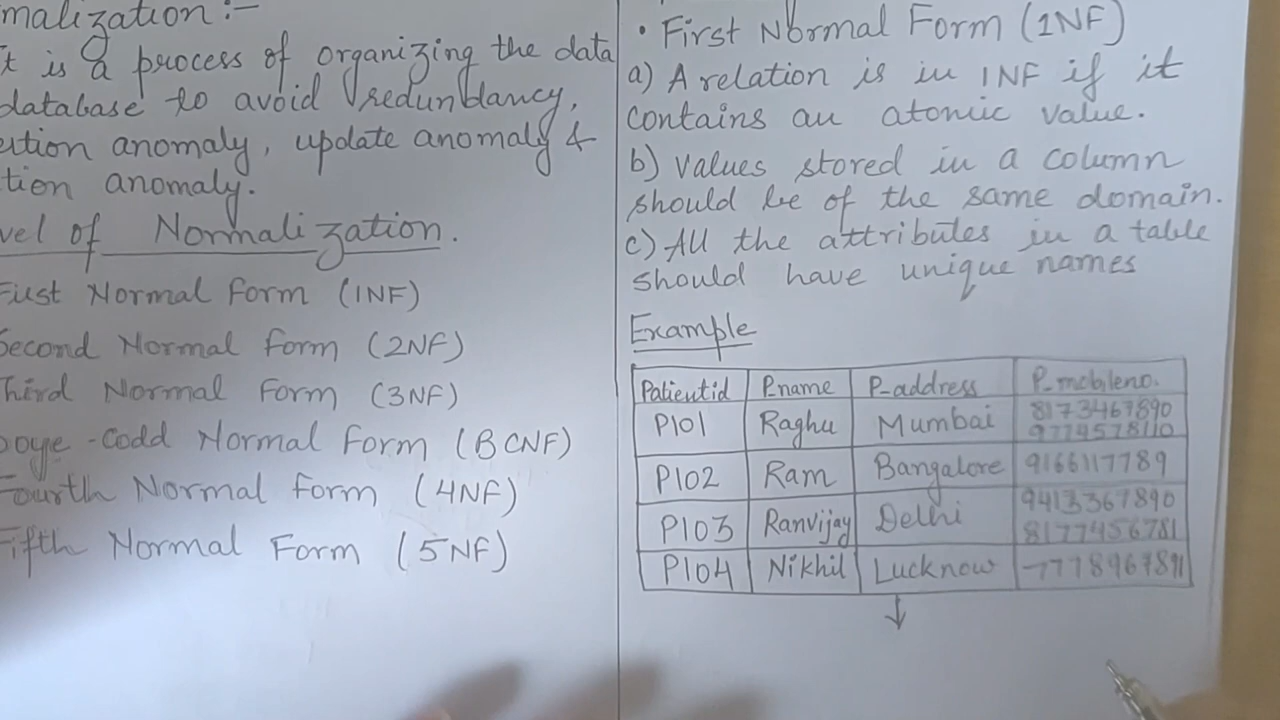 malization :-
t is a process of organizing the data
database to avoid redundancy,
ertion anomaly, update anomaly &
tion anomaly.
vel of Normalization.
First Normal Form (1NF)
Second Normal Form (2NF)
Third Normal Form (3NF)
oyce-Codd Normal Form (BCNF)
Fourth Normal Form (4NF)
Fifth Normal Form (5NF)
• First Normal Form (1NF)
a) A relation is in 1NF if it
contains an atomic value.
b) Values stored in a column
should be of the same domain.
c) All the attributes in a table
should have unique names
Example
Patientid P_name P_address P_mobileno.
P101 Raghu Mumbai 8173467890
9774578110
P102 Ram Bangalore 9166117789
P103 Ranvijay Delhi 9413367890
8177456781
P104 Nikhil Lucknow 7778967891